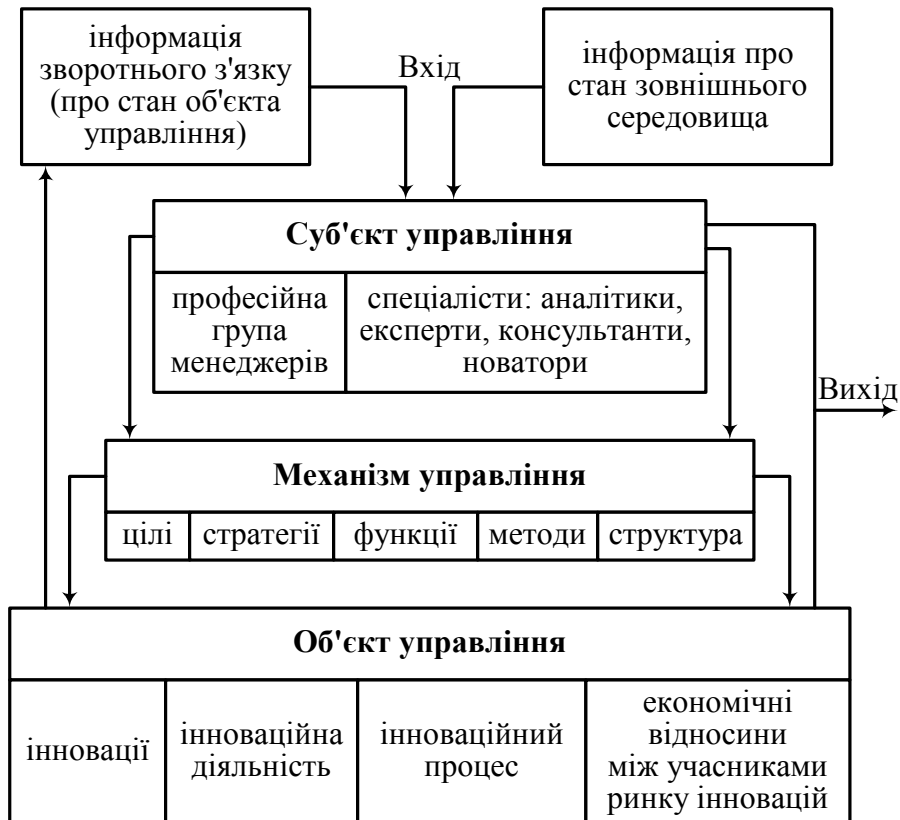 інформація
зворотнього з'язку
(про стан об'єкта
управління)
Вхід
інформація про
стан зовнішнього
середовища
Суб'єкт управління
професійна
група
менеджерів
спеціалісти: аналітики,
експерти, консультанти,
новатори
Вихід
Механізм управління
цілі стратегії функції методи структура
Об'єкт управління
інновації
інноваційна
діяльність
інноваційний
процес
економічні
відносини
між учасниками
ринку інновацій